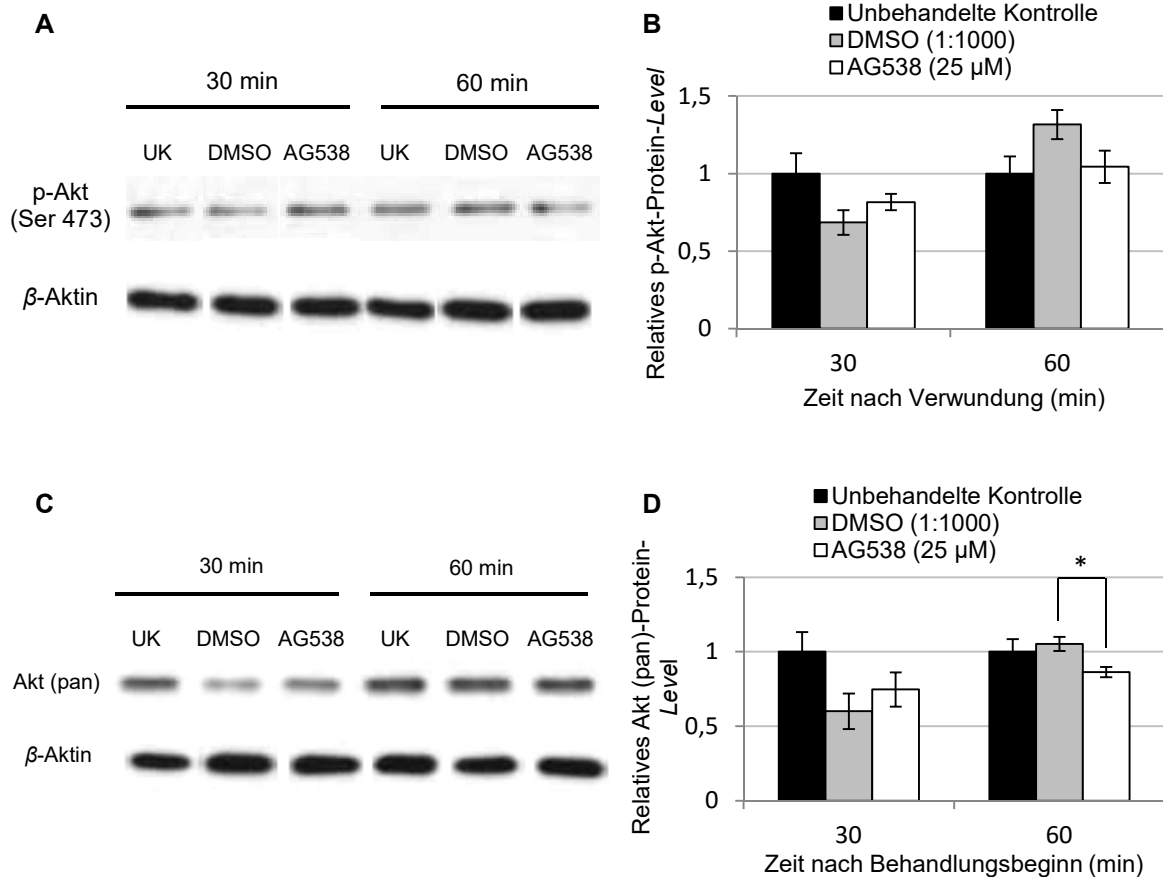 A
30 min
60 min
UK DMSO AG538 UK DMSO AG538
p-Akt
(Ser 473)
β-Aktin
B
Unbehandelte Kontrolle
DMSO (1:1000)
AG538 (25 µM)
Relatives p-Akt-Protein-Level
1,5
1
0,5
0
30 60
Zeit nach Verwundung (min)
C
30 min
60 min
UK DMSO AG538 UK DMSO AG538
Akt (pan)
β-Aktin
D
Unbehandelte Kontrolle
DMSO (1:1000)
AG538 (25 µM)
Relatives Akt (pan)-Protein-
Level
1,5
1
0,5
0
*
30 60
Zeit nach Behandlungsbeginn (min)